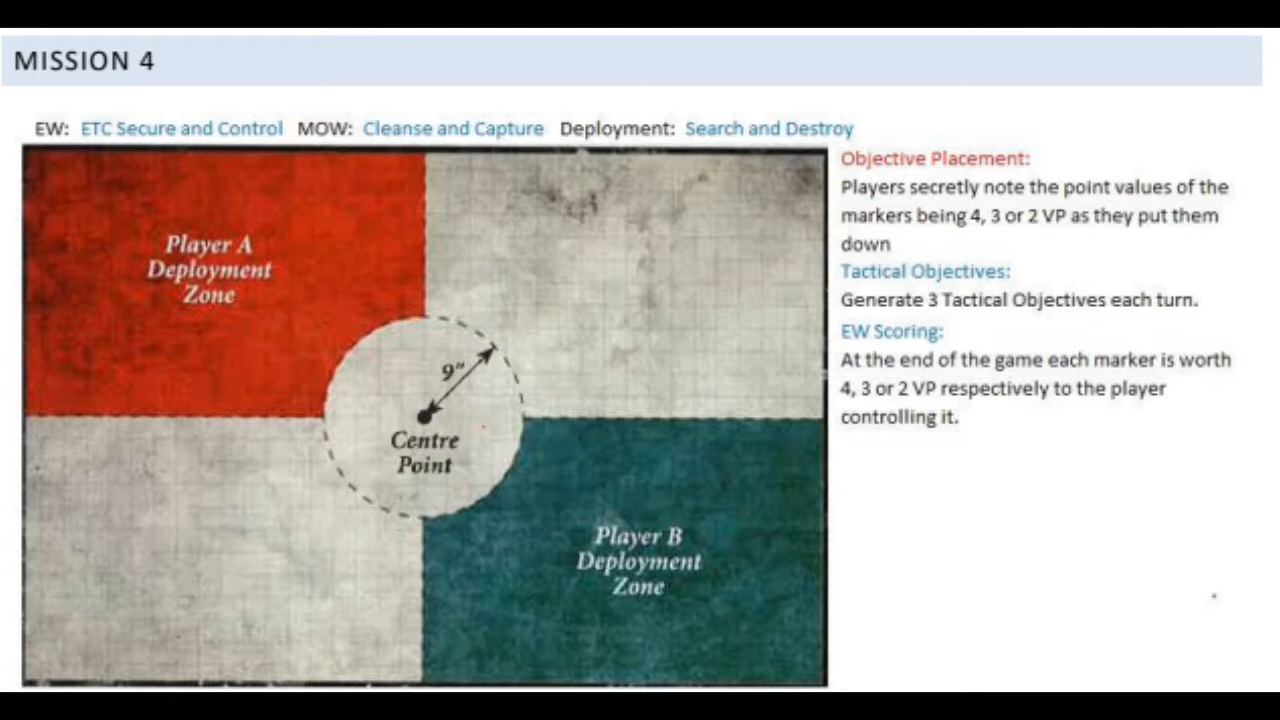 MISSION 4
EW: ETC Secure and Control MOW: Cleanse and Capture Deployment: Search and Destroy
Player A
Deployment
Zone
9"
Centre
Point
Player B
Deployment
Zone
Objective Placement:
Players secretly note the point values of the
markers being 4, 3 or 2 VP as they put them
down
Tactical Objectives:
Generate 3 Tactical Objectives each turn.
EW Scoring:
At the end of the game each marker is worth
4, 3 or 2 VP respectively to the player
controlling it.